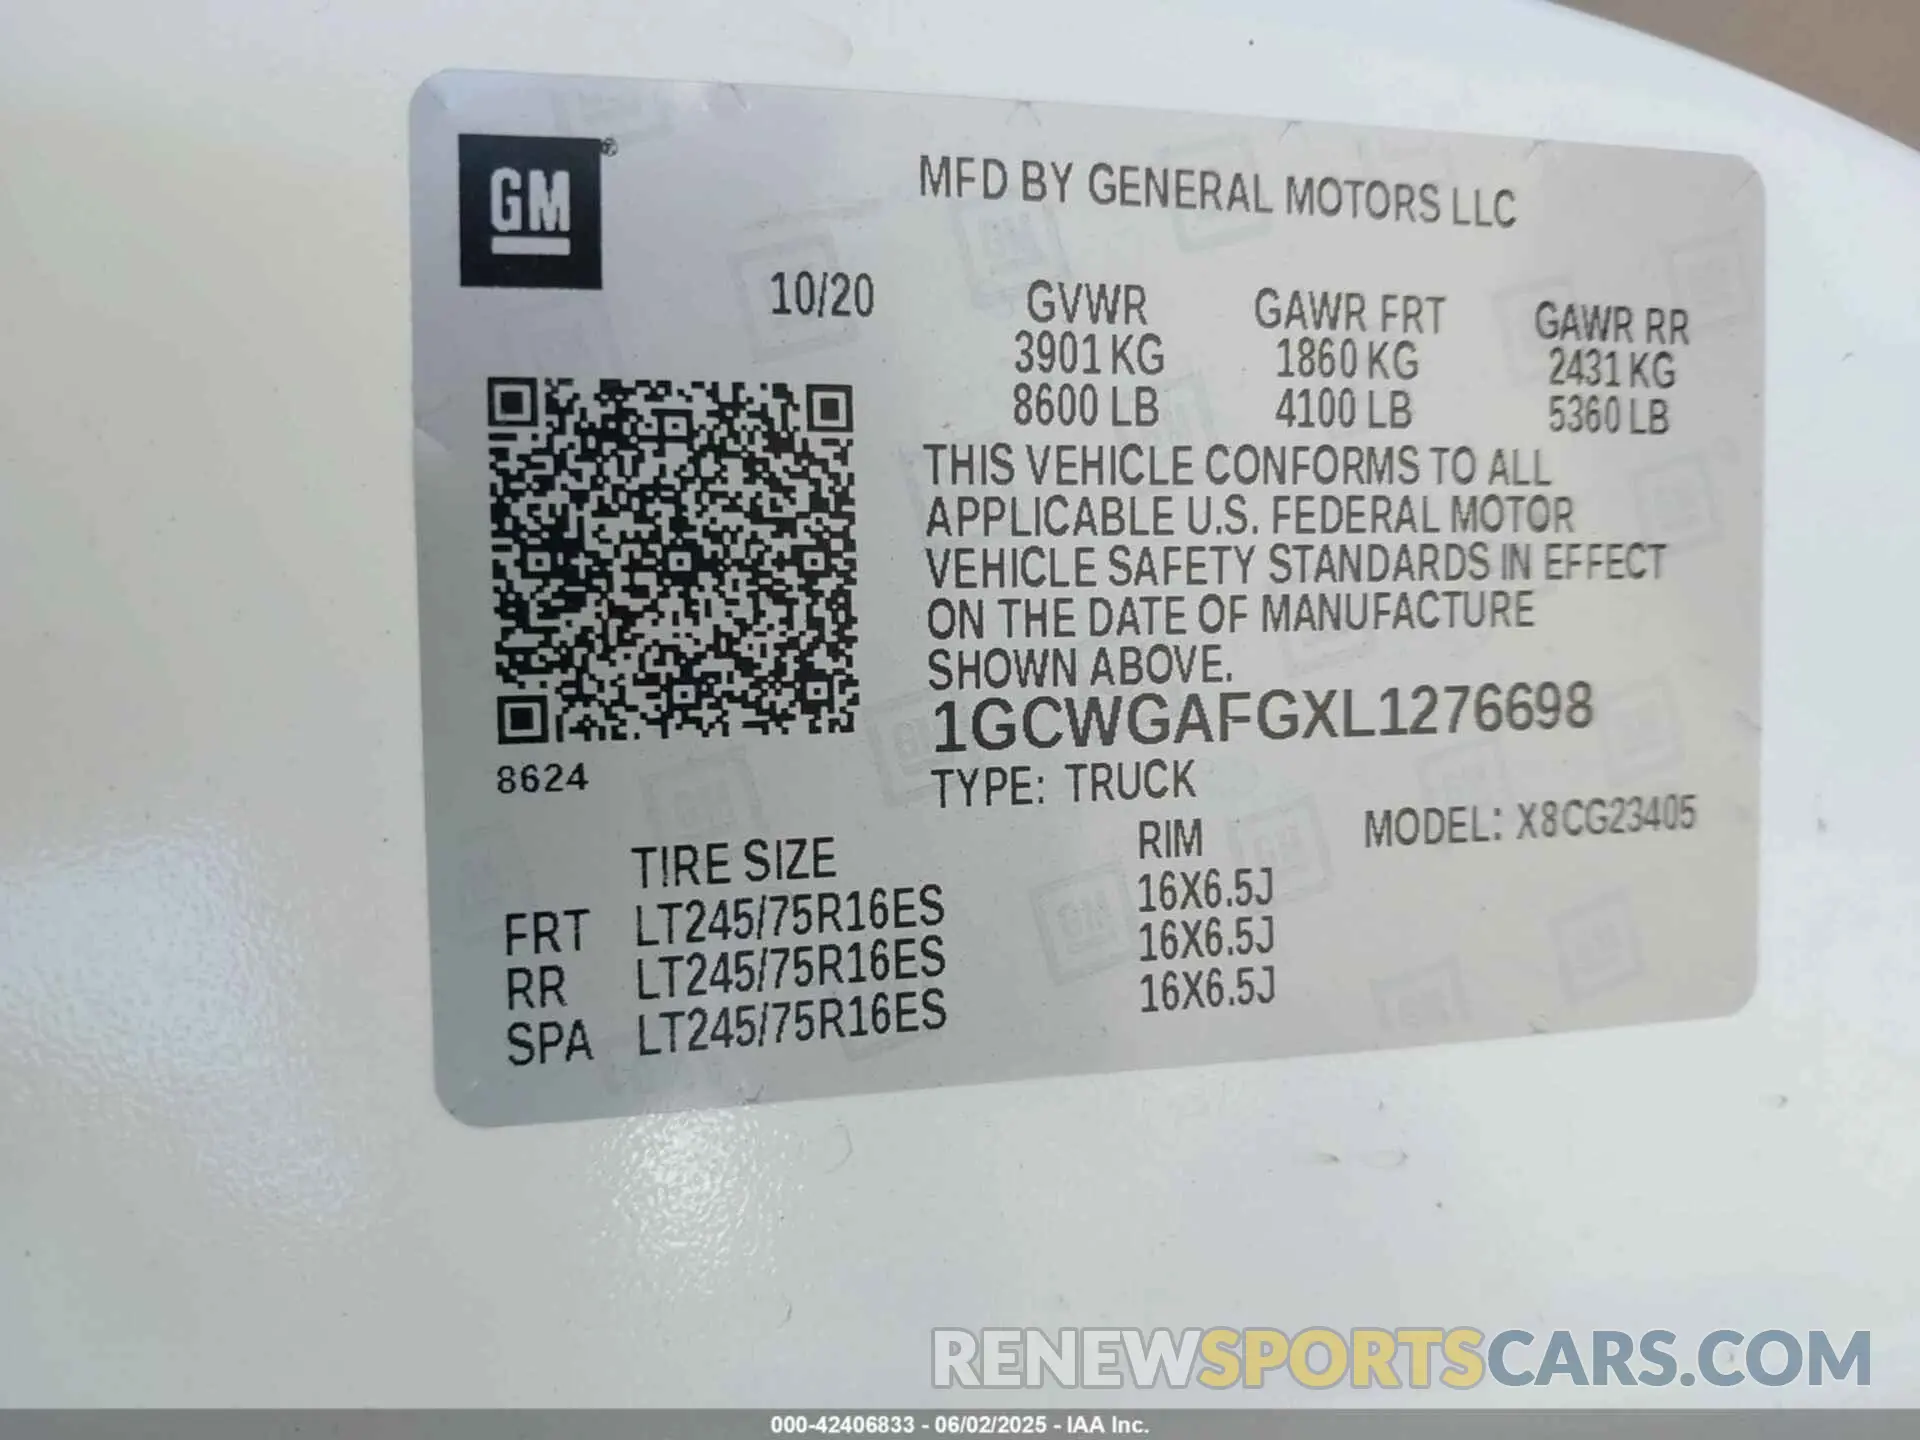 GM
MFD BY GENERAL MOTORS LLC
10/20
GVWR GAWR FRT GAWR RR
3901 KG 1860 KG 2431 KG
8600 LB 4100 LB 5360 LB
THIS VEHICLE CONFORMS TO ALL
APPLICABLE U.S. FEDERAL MOTOR
VEHICLE SAFETY STANDARDS IN EFFECT
ON THE DATE OF MANUFACTURE
SHOWN ABOVE.
1GCWGAFGXL1276698
8624
TYPE: TRUCK
MODEL: X8CG23405
TIRE SIZE RIM
FRT LT245/75R16ES 16X6.5J
RR LT245/75R16ES 16X6.5J
SPA LT245/75R16ES 16X6.5J
RENEWSPORTSCARS.COM
000-42406833 - 06/02/2025 - IAA Inc.